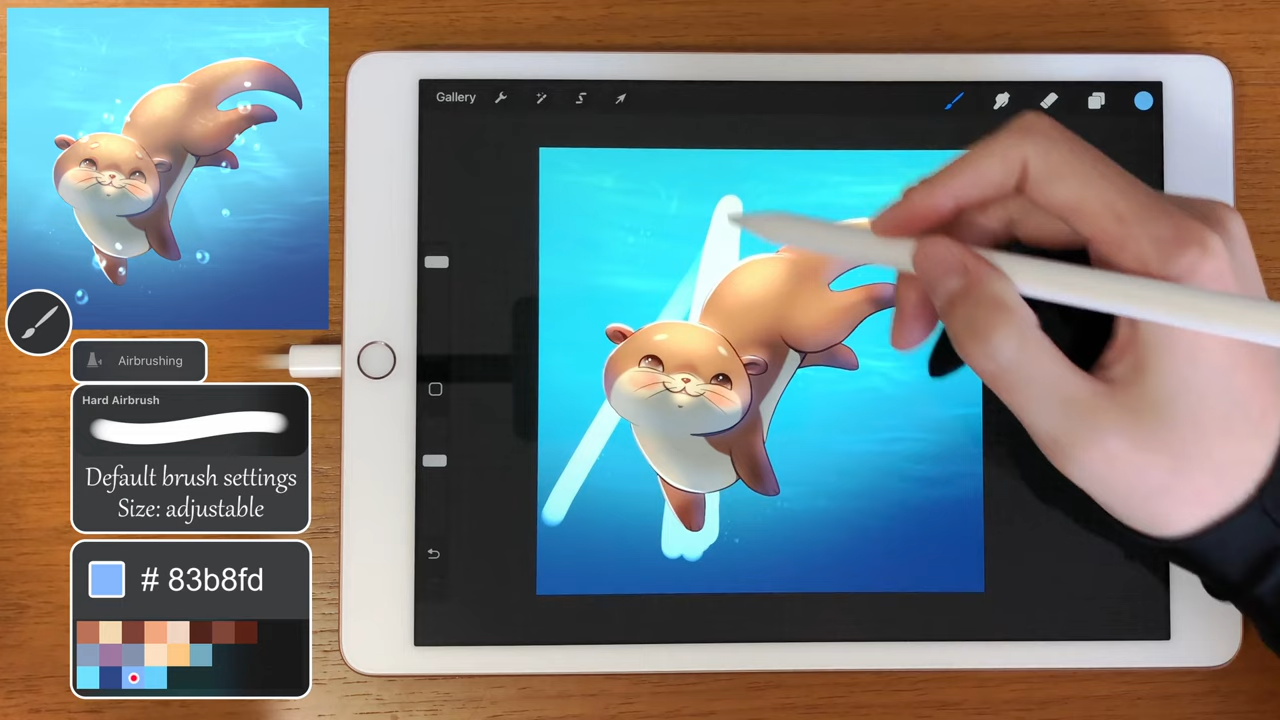 Gallery
Airbrushing
Hard Airbrush
Default brush settings
Size: adjustable
# 83b8fd